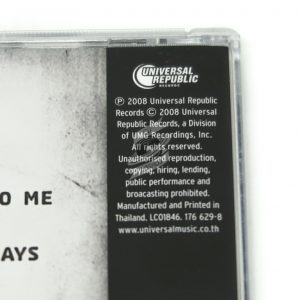 UNIVERSAL
REPUBLIC
RECORDS
℗ 2008 Universal Republic
Records © 2008 Universal
Republic Records, a Division
of UMG Recordings, Inc.
All rights reserved.
Unauthorised reproduction,
copying, hiring, lending,
public performance and
broadcasting prohibited.
Manufactured and Printed in
Thailand. LC01846. 176 629-8
www.universalmusic.co.th
O ME
AYS